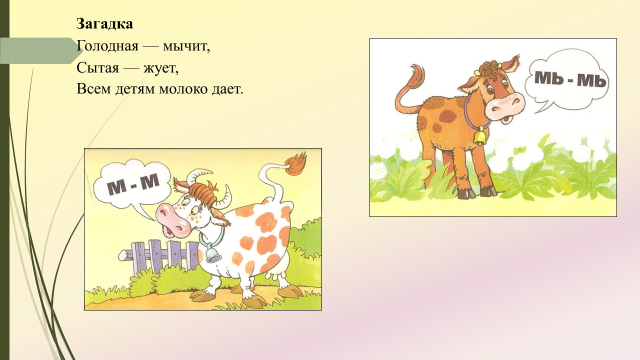 Загадка
Голодная — мычит,
Сытая — жует,
Всем детям молоко дает.
мь - мь
м - м